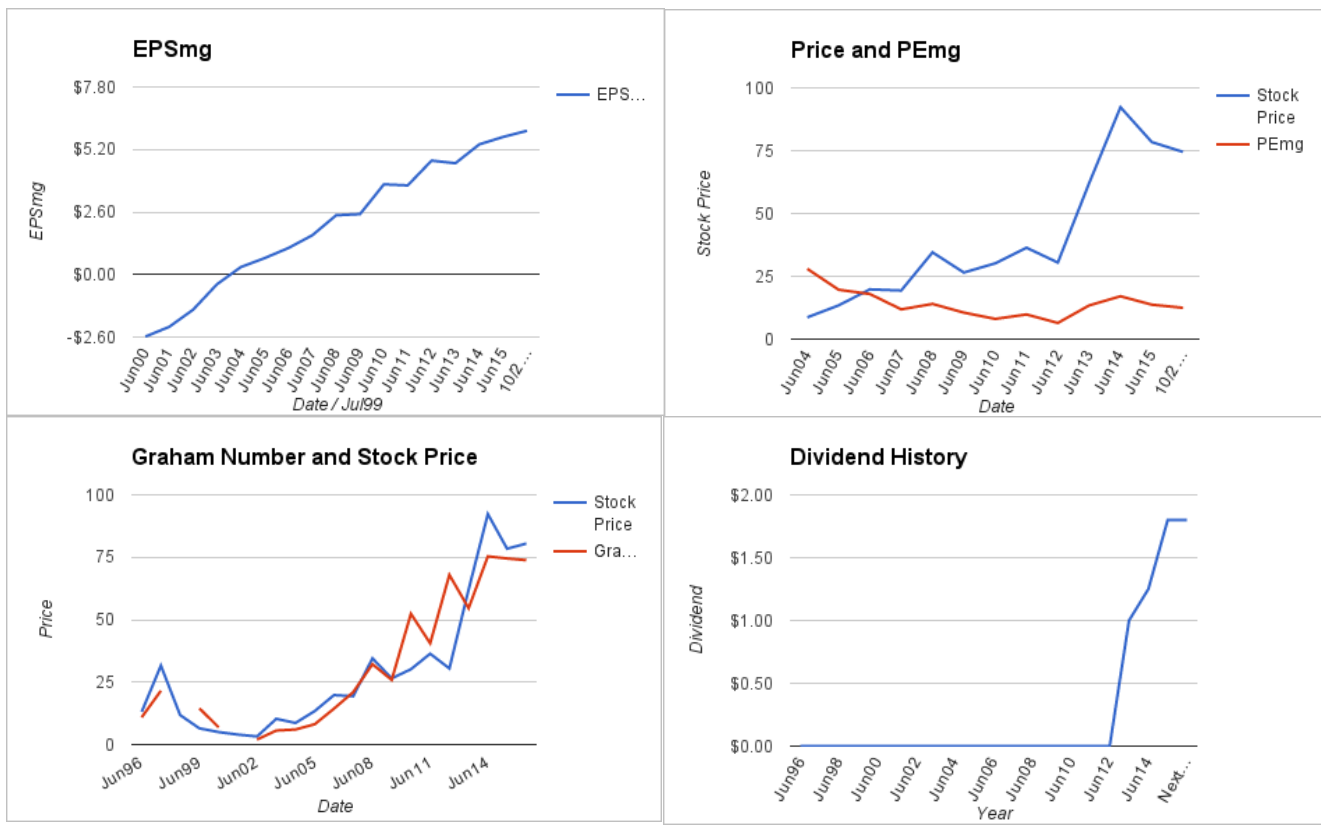 EPSmg
$7.80
$5.20
$2.60
$0.00
-$2.60
EPSmg
EPS...
Jun00
Jun01
Jun02
Jun03
Jun04
Jun05
Jun06
Jun07
Jun08
Jun09
Jun10
Jun11
Jun12
Jun13
Jun14
Jun15
10/2...
Date / Jul99
Price and PEmg
100
75
50
25
0
Stock Price
Stock
Price
PEmg
Jun04
Jun05
Jun06
Jun07
Jun08
Jun09
Jun10
Jun11
Jun12
Jun13
Jun14
Jun15
10/2...
Date
Graham Number and Stock Price
100
75
50
25
0
Price
Stock
Price
Gra...
Jun96
Jun99
Jun02
Jun05
Jun08
Jun11
Jun14
Date
Dividend History
$2.00
$1.50
$1.00
$0.50
$0.00
Dividend
Jun96
Jun98
Jun00
Jun02
Jun04
Jun06
Jun08
Jun10
Jun12
Jun14
Next...
Year